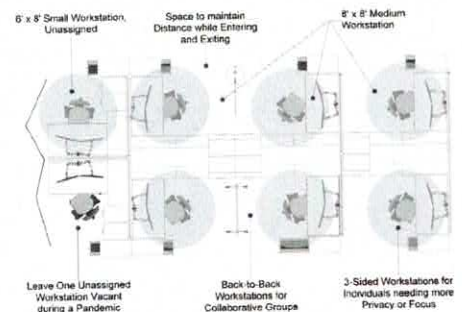 6' x 8' Small Workstation,
Unassigned
Space to maintain
Distance while Entering
and Exiting
8' x 8' Medium
Workstation
Leave One Unassigned
Workstation Vacant
during a Pandemic
Back-to-Back
Workstations for
Collaborative Groups
3-Sided Workstations for
Individuals needing more
Privacy or Focus